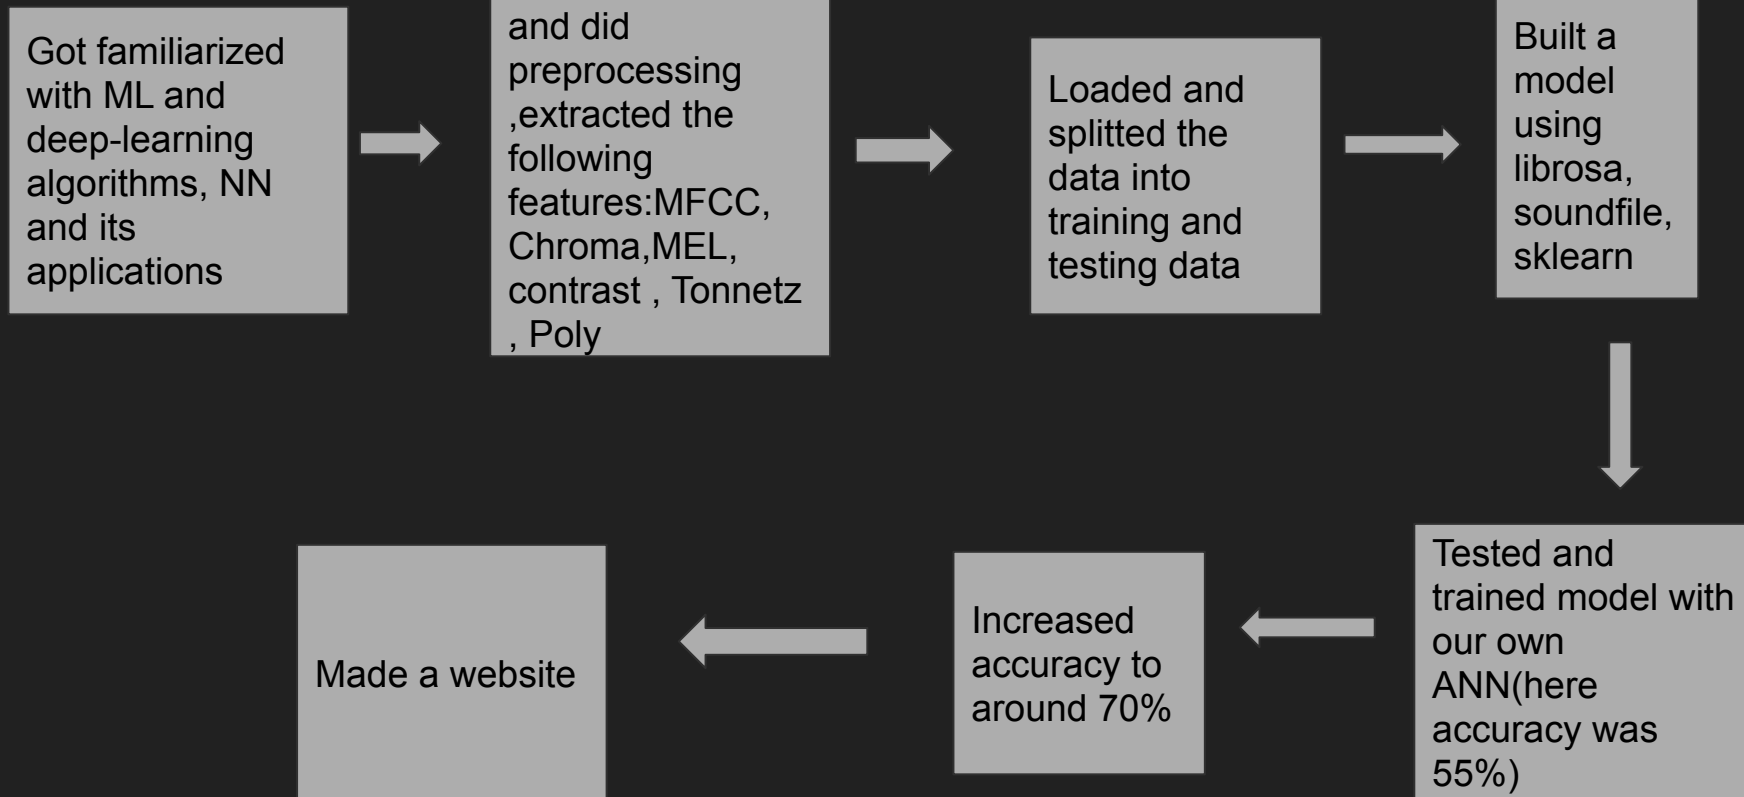 Got familiarized
with ML and
deep-learning
algorithms, NN
and its
applications
and did
preprocessing
,extracted the
following
features:MFCC,
Chroma,MEL,
contrast , Tonnetz
, Poly
Loaded and
splitted the
data into
training and
testing data
Built a
model
using
librosa,
soundfile,
sklearn
Tested and
trained model with
our own
ANN(here
accuracy was
55%)
Increased
accuracy to
around 70%
Made a website